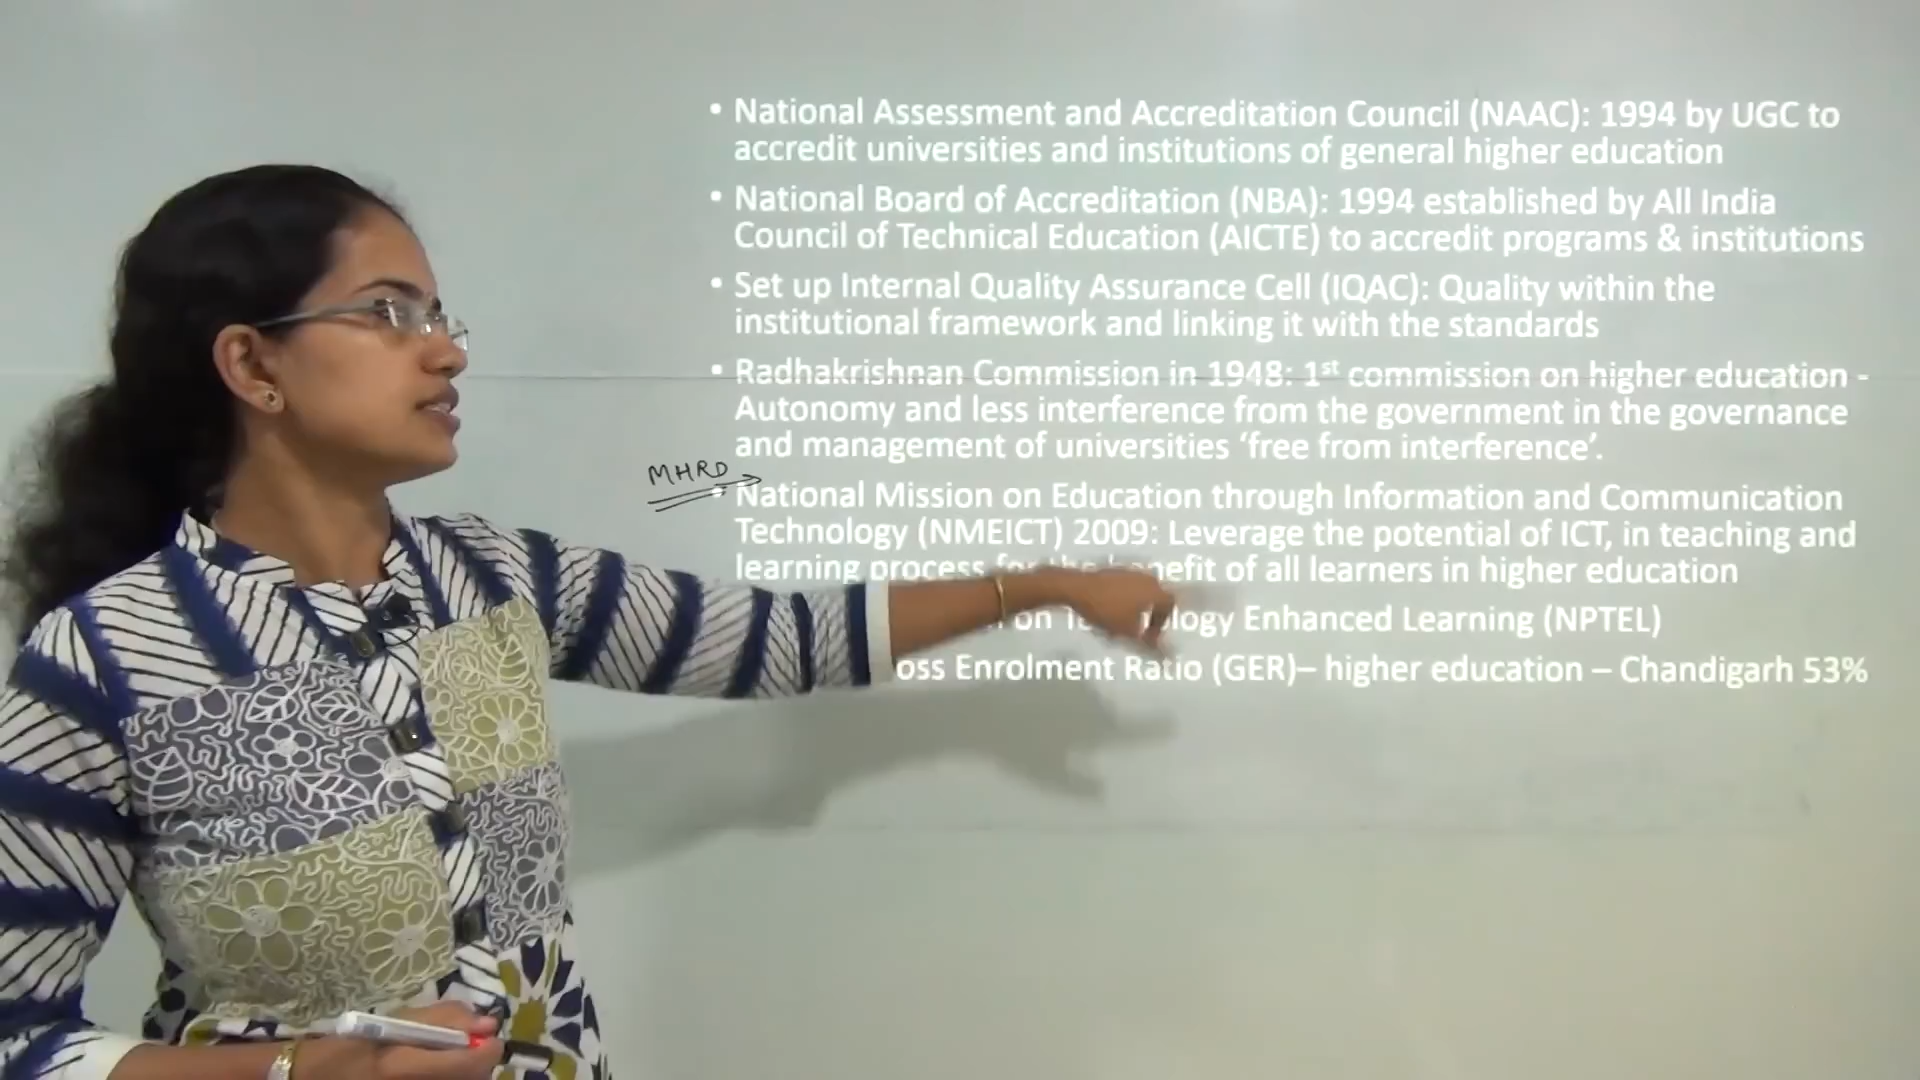 • National Assessment and Accreditation Council (NAAC): 1994 by UGC to
accredit universities and institutions of general higher education
• National Board of Accreditation (NBA): 1994 established by All India
Council of Technical Education (AICTE) to accredit programs & institutions
• Set up Internal Quality Assurance Cell (IQAC): Quality within the
institutional framework and linking it with the standards
• Radhakrishnan Commission in 1948: 1st commission on higher education -
Autonomy and less interference from the government in the governance
and management of universities ‘free from interference’.
MHRD
• National Mission on Education through Information and Communication
Technology (NMEICT) 2009: Leverage the potential of ICT, in teaching and
learning process for the benefit of all learners in higher education
on Enhanced Learning (NPTEL)
Enrolment Ratio (GER)– higher education – Chandigarh 53%